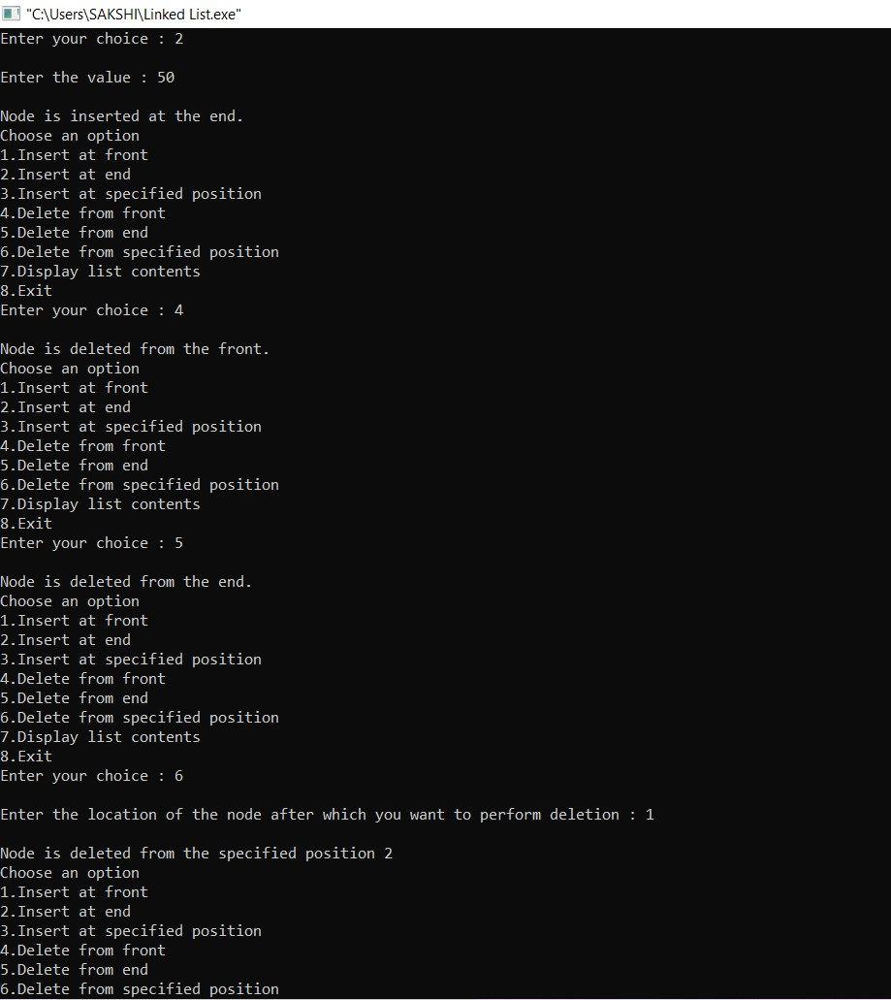 "C:\Users\SAKSHI\Linked List.exe"
Enter your choice : 2
Enter the value : 50
Node is inserted at the end.
Choose an option
1.Insert at front
2.Insert at end
3.Insert at specified position
4.Delete from front
5.Delete from end
6.Delete from specified position
7.Display list contents
8.Exit
Enter your choice : 4
Node is deleted from the front.
Choose an option
1.Insert at front
2.Insert at end
3.Insert at specified position
4.Delete from front
5.Delete from end
6.Delete from specified position
7.Display list contents
8.Exit
Enter your choice : 5
Node is deleted from the end.
Choose an option
1.Insert at front
2.Insert at end
3.Insert at specified position
4.Delete from front
5.Delete from end
6.Delete from specified position
7.Display list contents
8.Exit
Enter your choice : 6
Enter the location of the node after which you want to perform deletion : 1
Node is deleted from the specified position 2
Choose an option
1.Insert at front
2.Insert at end
3.Insert at specified position
4.Delete from front
5.Delete from end
6.Delete from specified position